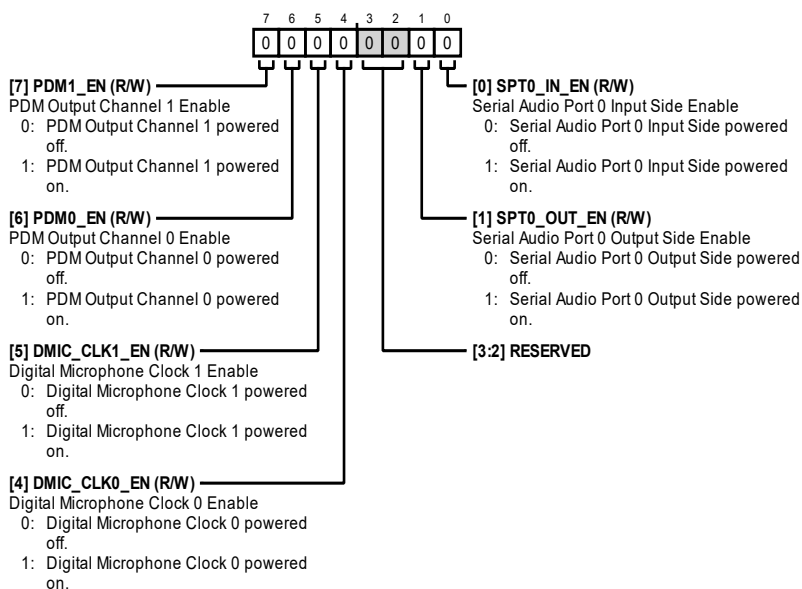 7 6 5 4 3 2 1 0
0 0 0 0 0 0 0 0
[7] PDM1_EN (R/W)
PDM Output Channel 1 Enable
0: PDM Output Channel 1 powered
off.
1: PDM Output Channel 1 powered
on.
[6] PDM0_EN (R/W)
PDM Output Channel 0 Enable
0: PDM Output Channel 0 powered
off.
1: PDM Output Channel 0 powered
on.
[5] DMIC_CLK1_EN (R/W)
Digital Microphone Clock 1 Enable
0: Digital Microphone Clock 1 powered
off.
1: Digital Microphone Clock 1 powered
on.
[4] DMIC_CLK0_EN (R/W)
Digital Microphone Clock 0 Enable
0: Digital Microphone Clock 0 powered
off.
1: Digital Microphone Clock 0 powered
on.
[0] SPT0_IN_EN (R/W)
Serial Audio Port 0 Input Side Enable
0: Serial Audio Port 0 Input Side powered
off.
1: Serial Audio Port 0 Input Side powered
on.
[1] SPT0_OUT_EN (R/W)
Serial Audio Port 0 Output Side Enable
0: Serial Audio Port 0 Output Side powered
off.
1: Serial Audio Port 0 Output Side powered
on.
[3:2] RESERVED